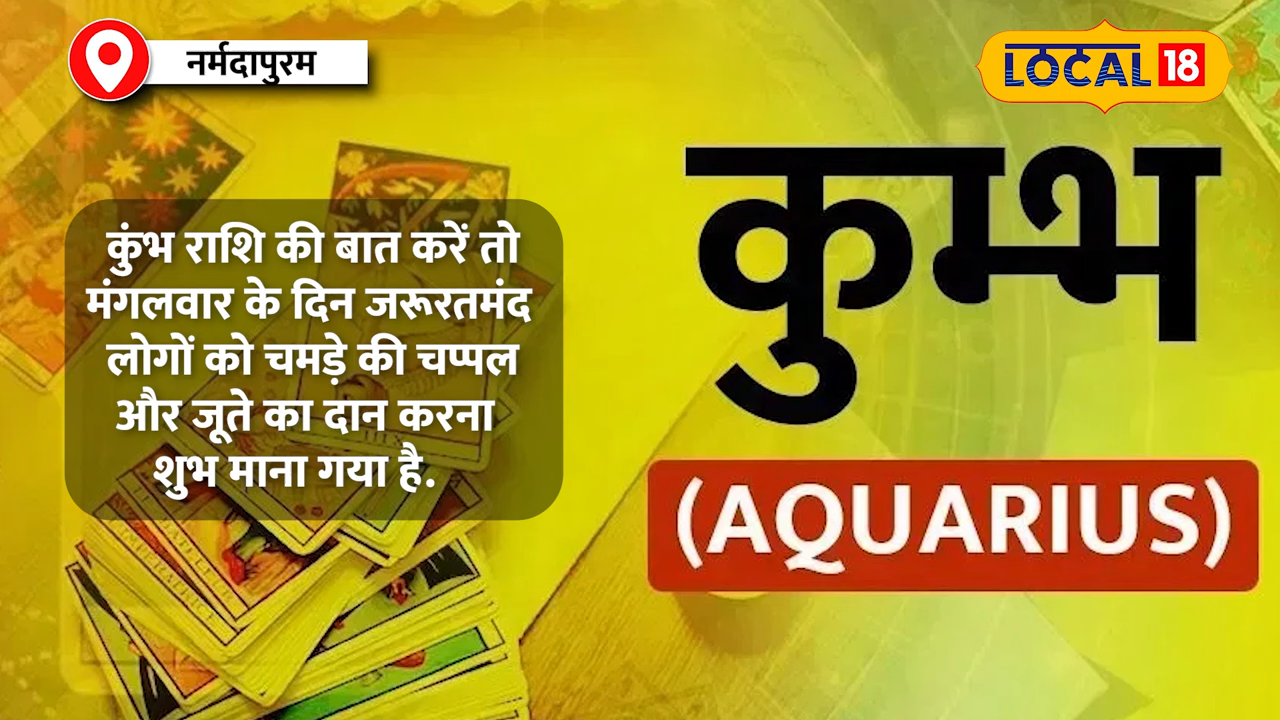 नर्मदापुरम
LOCAL 18
कुम्भ
कुंभ राशि की बात करें तो
मंगलवार के दिन जरूरतमंद
लोगों को चमड़े की चप्पल
और जूते का दान करना
शुभ माना गया है.
(AQUARIUS)